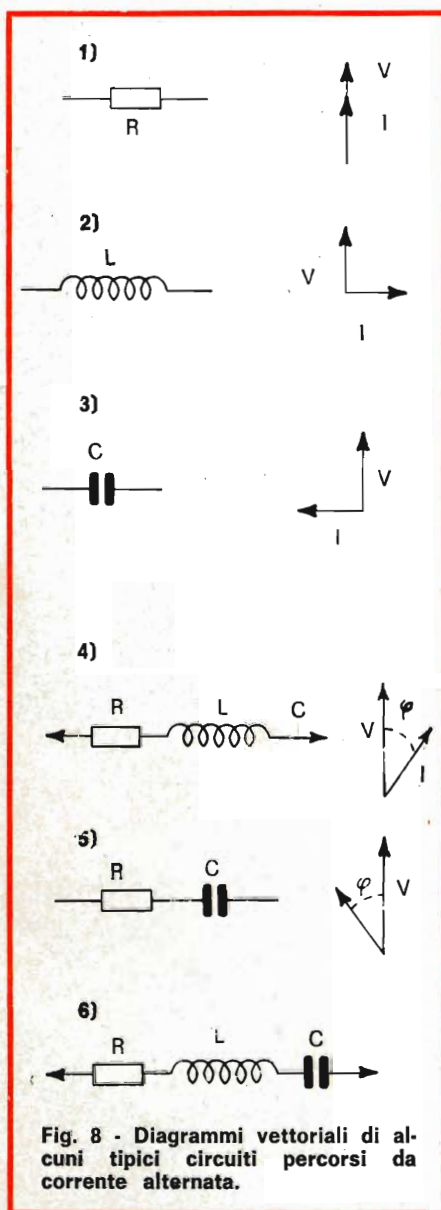 1)
R
V
I
2)
L
V
I
3)
C
V
I
4)
R L C
V φ I
5)
R C
φ V
6)
R L C
Fig. 8 - Diagrammi vettoriali di al-
cuni tipici circuiti percorsi da
corrente alternata.